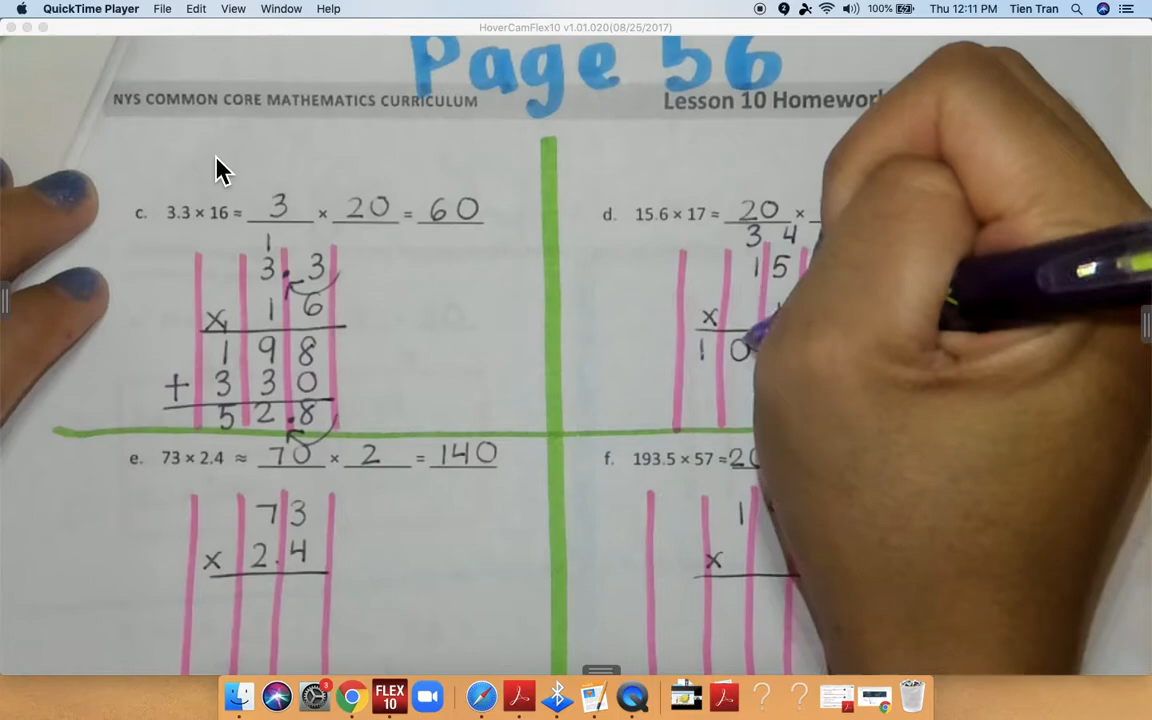 QuickTime Player File Edit View Window Help 100% Thu 12:11 PM Tien Tran
HoverCamFlex10 v1.01.020(08/25/2017)
Page 56
NYS COMMON CORE MATHEMATICS CURRICULUM Lesson 10 Homework
c. 3.3 × 16 ≈ 3 × 20 = 60
1
3.3
× 16
198
+ 330
52.8
d. 15.6 × 17 ≈ 20 ×
3 4
15
×
10
e. 73 × 2.4 ≈ 70 × 2 = 140
73
× 2.4
f. 193.5 × 57 ≈ 20
1
×
3
FLEX
10